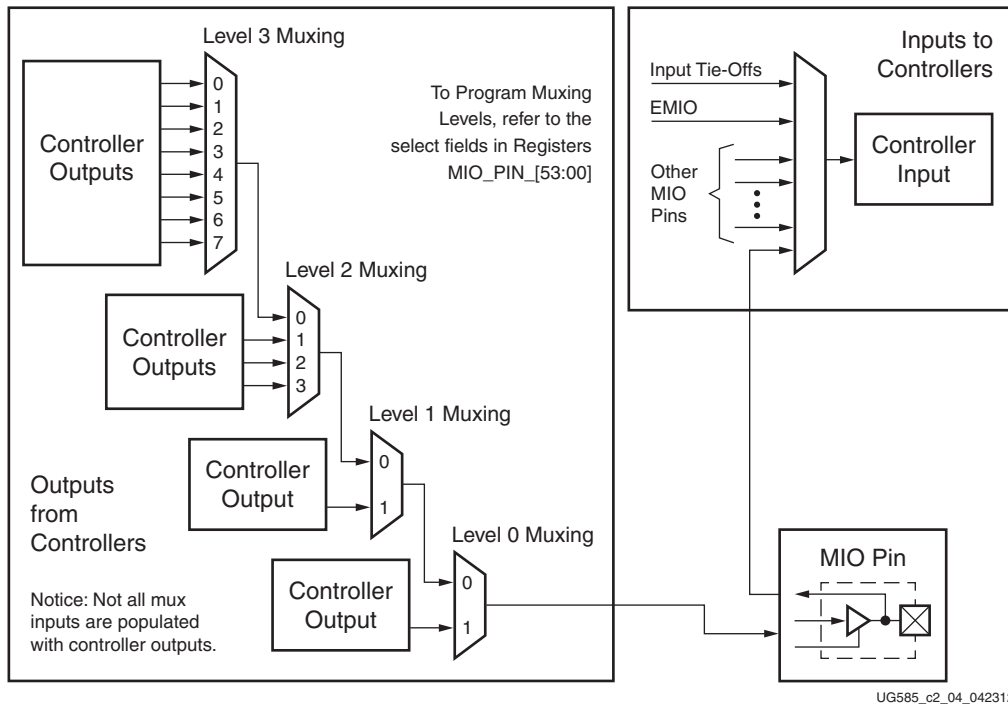 Level 3 Muxing
Controller
Outputs
0
1
2
3
4
5
6
7
To Program Muxing
Levels, refer to the
select fields in Registers
MIO_PIN_[53:00]
Level 2 Muxing
Controller
Outputs
0
1
2
3
Level 1 Muxing
Controller
Output
0
1
Level 0 Muxing
Controller
Output
0
1
Outputs
from
Controllers
Notice: Not all mux
inputs are populated
with controller outputs.
Inputs to
Controllers
Input Tie-Offs
EMIO
Other
MIO
Pins
Controller
Input
MIO Pin